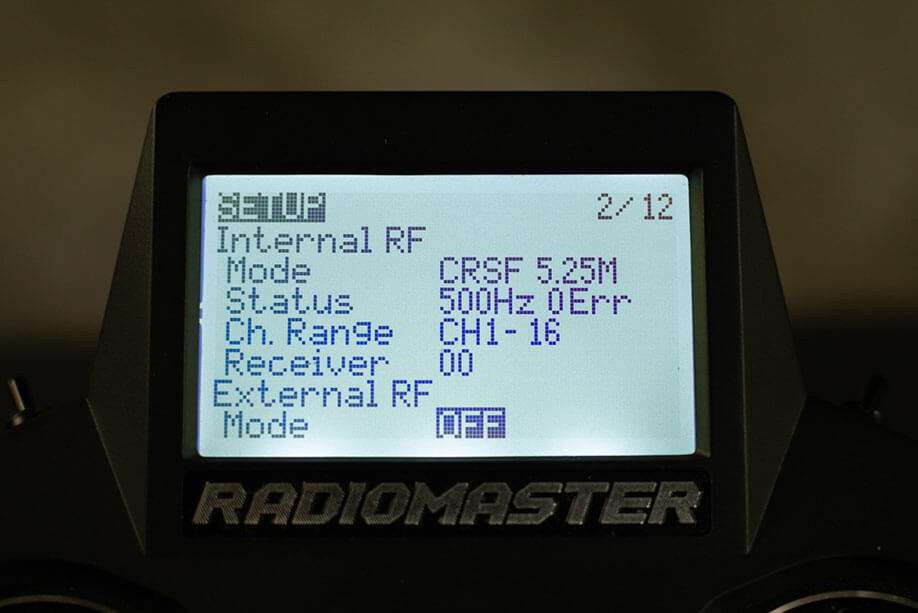 SETUP 2/12
Internal RF
Mode CRSF 5.25M
Status 500Hz 0Err
Ch. Range CH1-16
Receiver 00
External RF
Mode OFF
RADIOMASTER